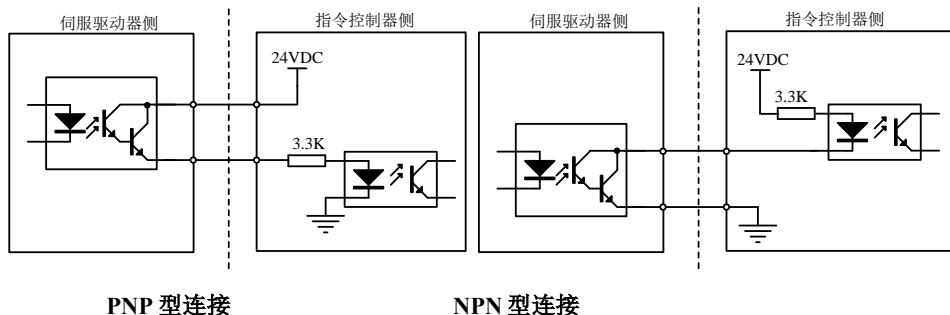 伺服驱动器侧
指令控制器侧
24VDC
3.3K
伺服驱动器侧
指令控制器侧
24VDC
3.3K
PNP 型连接
NPN 型连接